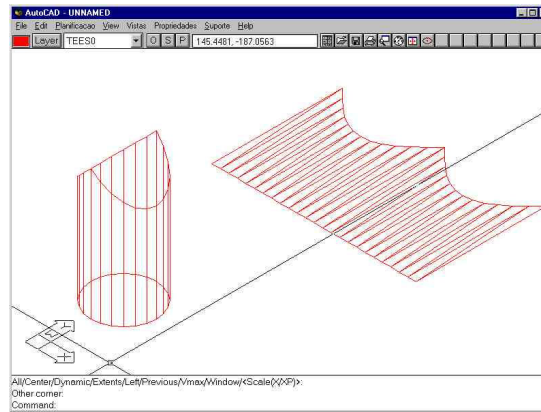 AutoCAD - UNNAMED
File Edit Planificacao View Vistas Propriedades Suporte Help
Layer TEES0 O S P 145.4481, -187.0563
All/Center/Dynamic/Extents/Left/Previous/Vmax/Window/<Scale(X/XP)>:
Other corner:
Command: